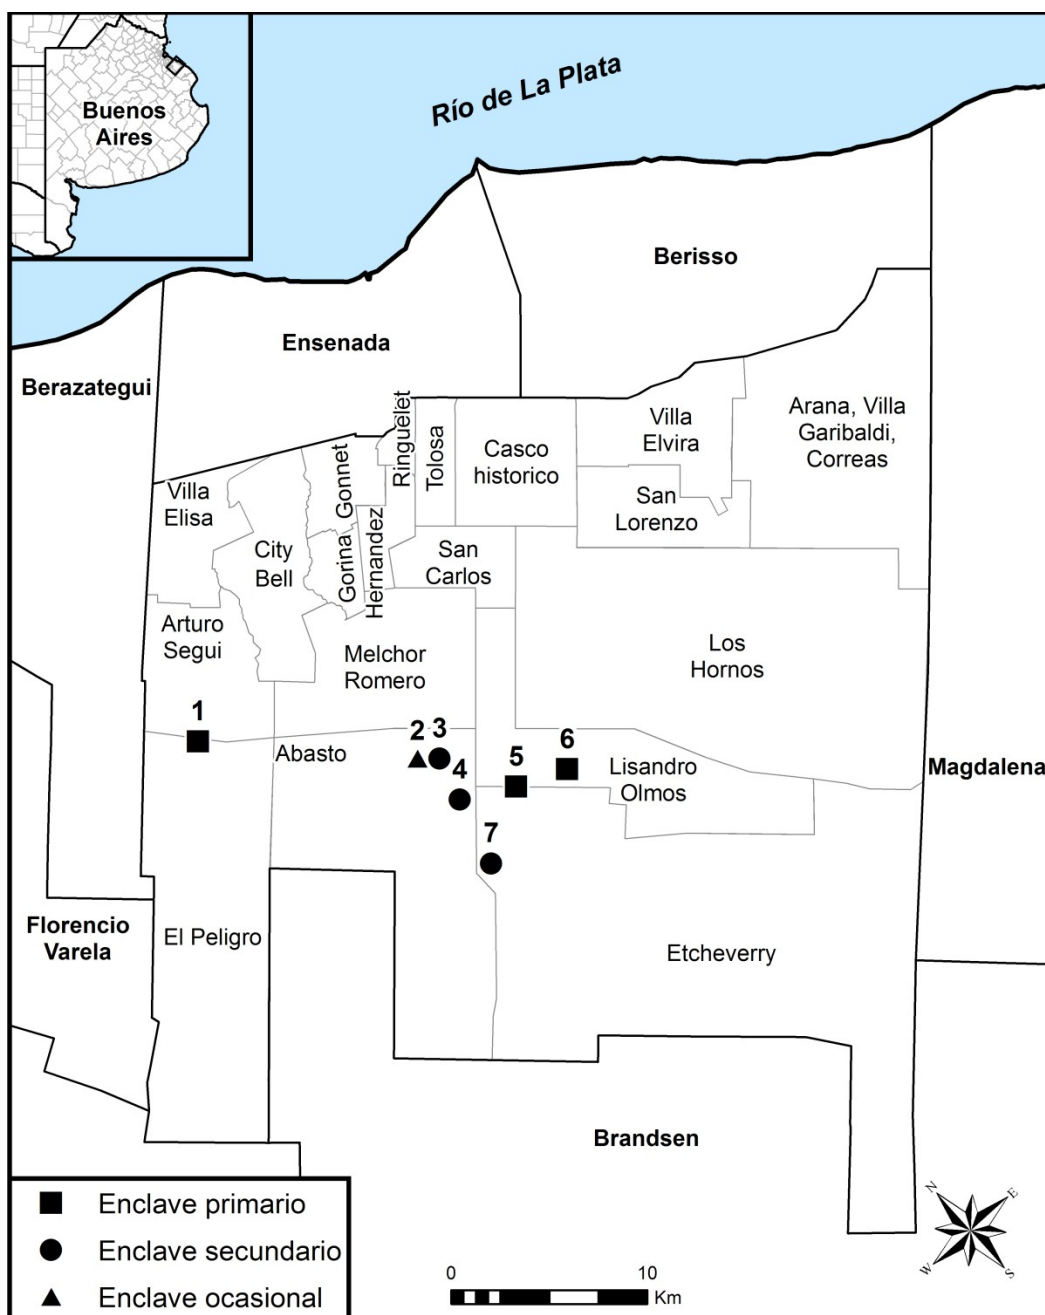 Buenos
Aires
Río de La Plata
Berisso
Ensenada
Berazategui
Ringuelet
Tolosa
Casco
historico
Villa
Elvira
Arana, Villa
Garibaldi,
Correas
Villa
Elisa
Gonnet
City
Bell
Gorina
Hernandez
San
Carlos
San
Lorenzo
Arturo
Segui
Melchor
Romero
Los
Hornos
1
2
3
4
5
6
7
Abasto
Lisandro
Olmos
Magdalena
Florencio
Varela
El Peligro
Etcheverry
Brandsen
Enclave primario
Enclave secundario
Enclave ocasional
0 10
Km
N
E
W
S